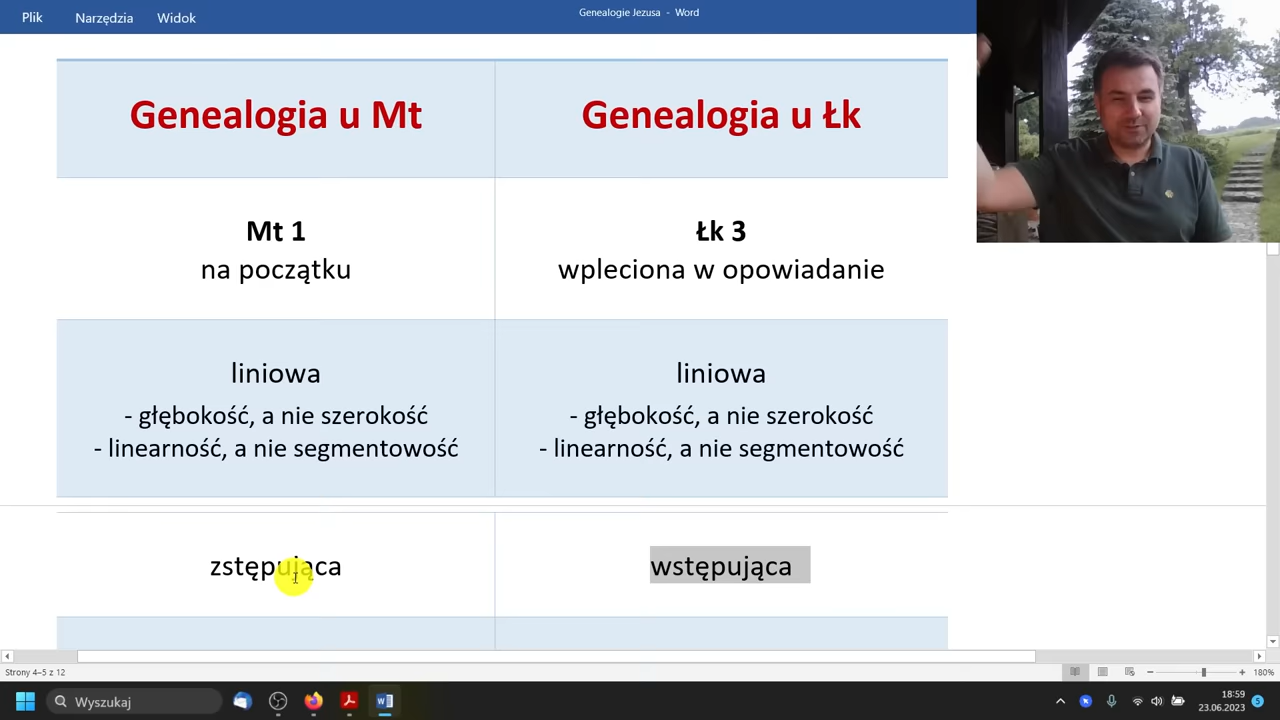 Genealogie Jezusa - Word
Plik Narzędzia Widok
Genealogia u Mt
Genealogia u Łk
Mt 1
na początku
Łk 3
wpleciona w opowiadanie
liniowa
- głębokość, a nie szerokość
- linearność, a nie segmentowość
liniowa
- głębokość, a nie szerokość
- linearność, a nie segmentowość
zstępująca
wstępująca
Strony 4–5 z 12
180%
Wyszukaj
18:59
23.06.2023
5